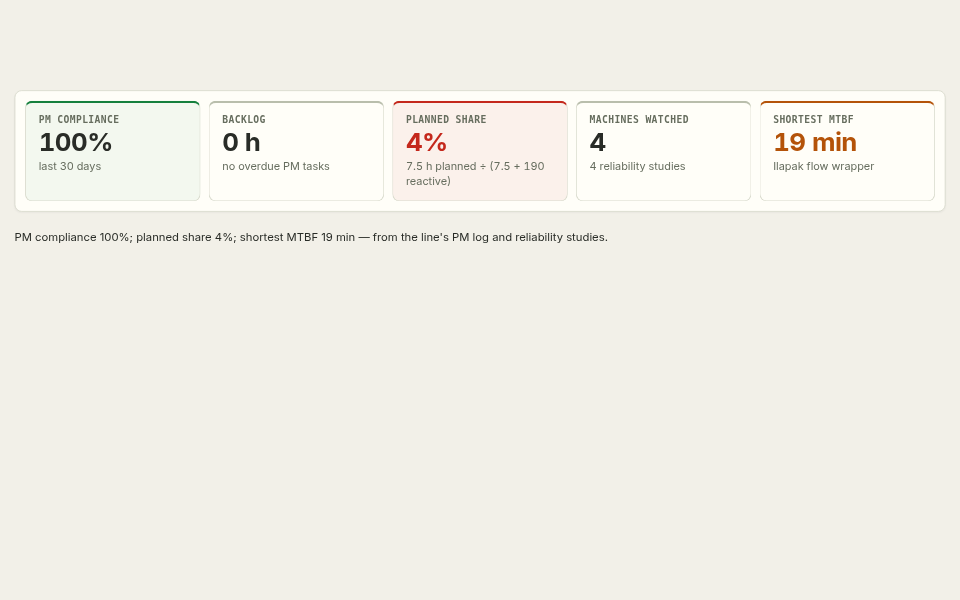 PM COMPLIANCE
100%
last 30 days
BACKLOG
0 h
no overdue PM tasks
PLANNED SHARE
4%
7.5 h planned ÷ (7.5 + 190
reactive)
MACHINES WATCHED
4
4 reliability studies
SHORTEST MTBF
19 min
Ilapak flow wrapper
PM compliance 100%; planned share 4%; shortest MTBF 19 min — from the line's PM log and reliability studies.